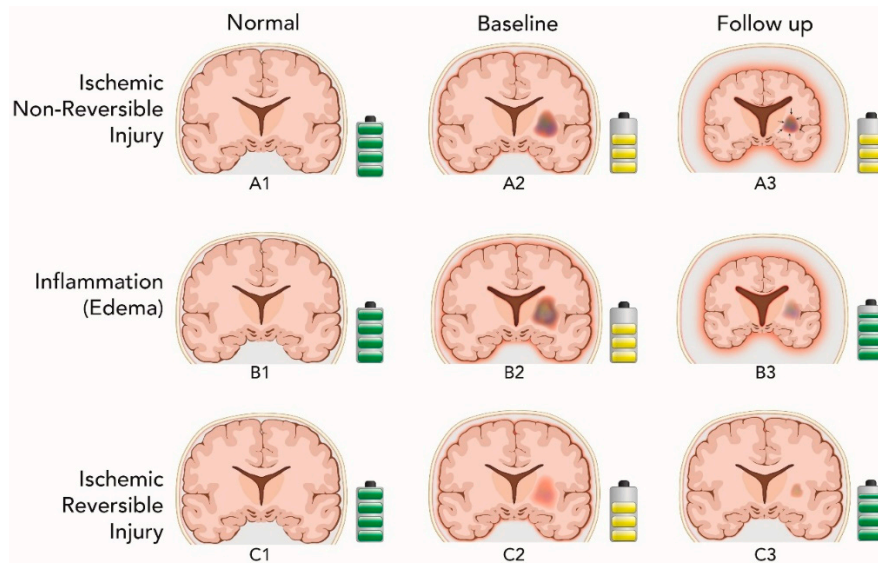 Normal
Baseline
Follow up
Ischemic
Non-Reversible
Injury
A1
A2
A3
Inflammation
(Edema)
B1
B2
B3
Ischemic
Reversible
Injury
C1
C2
C3